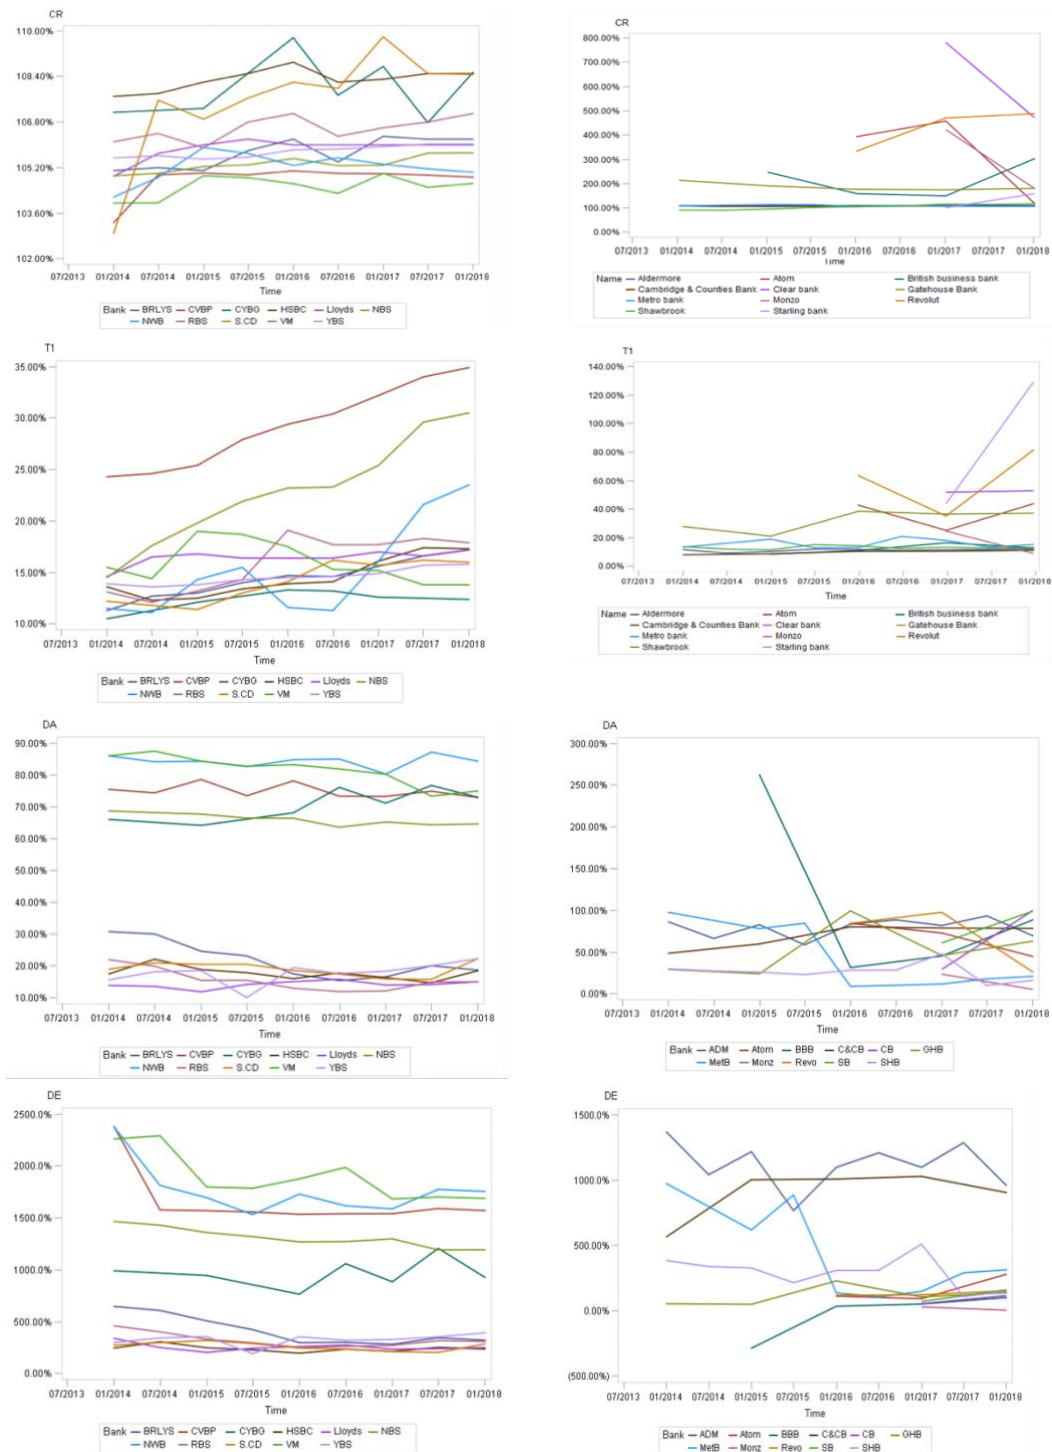 CR
110.00%
108.40%
106.80%
105.20%
103.60%
102.00%
07/2013 01/2014 07/2014 01/2015 07/2015 01/2016 07/2016 01/2017 07/2017 01/2018
Time
Bank BRLYS CVBP CYBG HSBC Lloyds NBS
NWB RBS S.CD VM YBS
CR
800.00%
700.00%
600.00%
500.00%
400.00%
300.00%
200.00%
100.00%
0.00%
07/2013 01/2014 07/2014 01/2015 07/2015 01/2016 07/2016 01/2017 07/2017 01/2018
Time
Name Aldermore Atom British business bank
Cambridge & Counties Bank Clear bank Gatehouse Bank
Metro bank Monzo Revolut
Shawbrook Starling bank
T1
35.00%
30.00%
25.00%
20.00%
15.00%
10.00%
07/2013 01/2014 07/2014 01/2015 07/2015 01/2016 07/2016 01/2017 07/2017 01/2018
Time
Bank BRLYS CVBP CYBG HSBC Lloyds NBS
NWB RBS S.CD VM YBS
T1
140.00%
120.00%
100.00%
80.00%
60.00%
40.00%
20.00%
0.00%
07/2013 01/2014 07/2014 01/2015 07/2015 01/2016 07/2016 01/2017 07/2017 01/2018
Time
Name Aldermore Atom British business bank
Cambridge & Counties Bank Clear bank Gatehouse Bank
Metro bank Monzo Revolut
Shawbrook Starling bank
DA
90.00%
80.00%
70.00%
60.00%
50.00%
40.00%
30.00%
20.00%
10.00%
07/2013 01/2014 07/2014 01/2015 07/2015 01/2016 07/2016 01/2017 07/2017 01/2018
Time
Bank BRLYS CVBP CYBG HSBC Lloyds NBS
NWB RBS S.CD VM YBS
DA
300.00%
250.00%
200.00%
150.00%
100.00%
50.00%
0.00%
07/2013 01/2014 07/2014 01/2015 07/2015 01/2016 07/2016 01/2017 07/2017 01/2018
Time
Bank ADM Atom BBB C&CB CB GHB
MetB Monz Revo SB SHB
DE
2500.0%
2000.0%
1500.0%
1000.0%
500.00%
0.00%
07/2013 01/2014 07/2014 01/2015 07/2015 01/2016 07/2016 01/2017 07/2017 01/2018
Time
Bank BRLYS CVBP CYBG HSBC Lloyds NBS
NWB RBS S.CD VM YBS
DE
1500.0%
1000.0%
500.00%
0.00%
(500.00%)
07/2013 01/2014 07/2014 01/2015 07/2015 01/2016 07/2016 01/2017 07/2017 01/2018
Time
Bank ADM Atom BBB C&CB CB GHB
MetB Monz Revo SB SHB